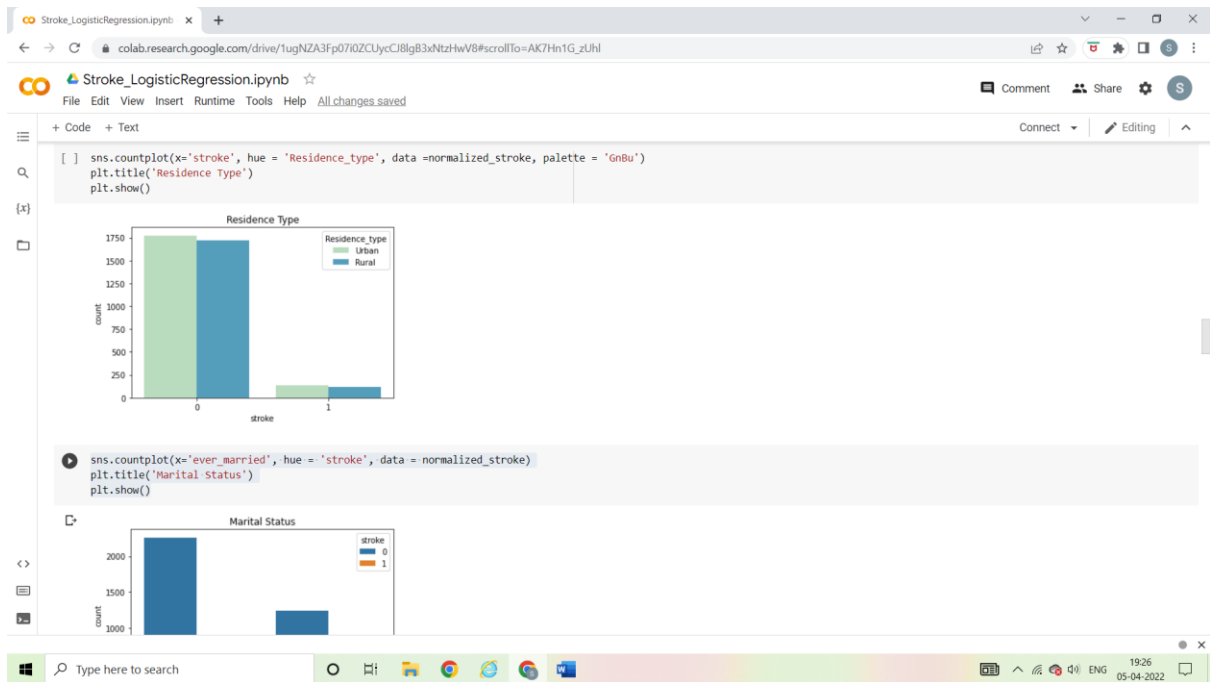 Stroke_LogisticRegression.ipynb
colab.research.google.com/drive/1ugNZA3Fp07i0ZCUycCJ8lgB3xNtzHwV8#scrollTo=AK7Hn1G_zUhl
S
Stroke_LogisticRegression.ipynb
Comment Share S
File Edit View Insert Runtime Tools Help All changes saved
+ Code + Text Connect Editing
[ ] sns.countplot(x='stroke', hue = 'Residence_type', data =normalized_stroke, palette = 'GnBu')
plt.title('Residence Type')
plt.show()
{x}
Residence Type
Residence_type
Urban
Rural
1750
1500
1250
1000
750
500
250
0
count
0 1
stroke
sns.countplot(x='ever_married', hue = 'stroke', data = normalized_stroke)
plt.title('Marital Status')
plt.show()
Marital Status
stroke
0
1
2000
1500
1000
count
Type here to search
W
ENG
19:26
05-04-2022